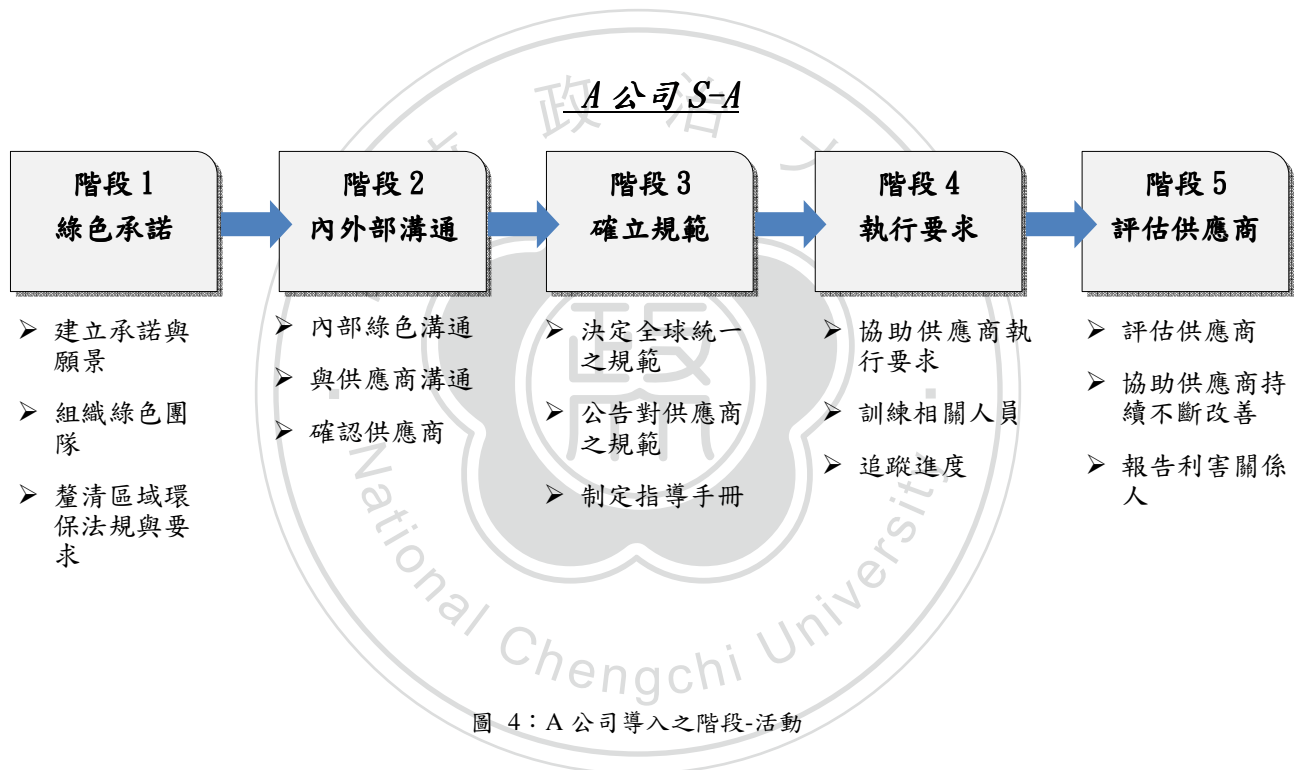 A 公司 S-A
階段 1
綠色承諾
階段 2
內外部溝通
階段 3
確立規範
階段 4
執行要求
階段 5
評估供應商
➢ 建立承諾與
願景
➢ 組織綠色團
隊
➢ 釐清區域環
保法規與要
求
➢ 內部綠色溝通
➢ 與供應商溝通
➢ 確認供應商
➢ 決定全球統一
之規範
➢ 公告對供應商
之規範
➢ 制定指導手冊
➢ 協助供應商執
行要求
➢ 訓練相關人員
➢ 追蹤進度
➢ 評估供應商
➢ 協助供應商持
續不斷改善
➢ 報告利害關係
人
政 治 大
National Chengchi University
圖 4：A 公司導入之階段-活動